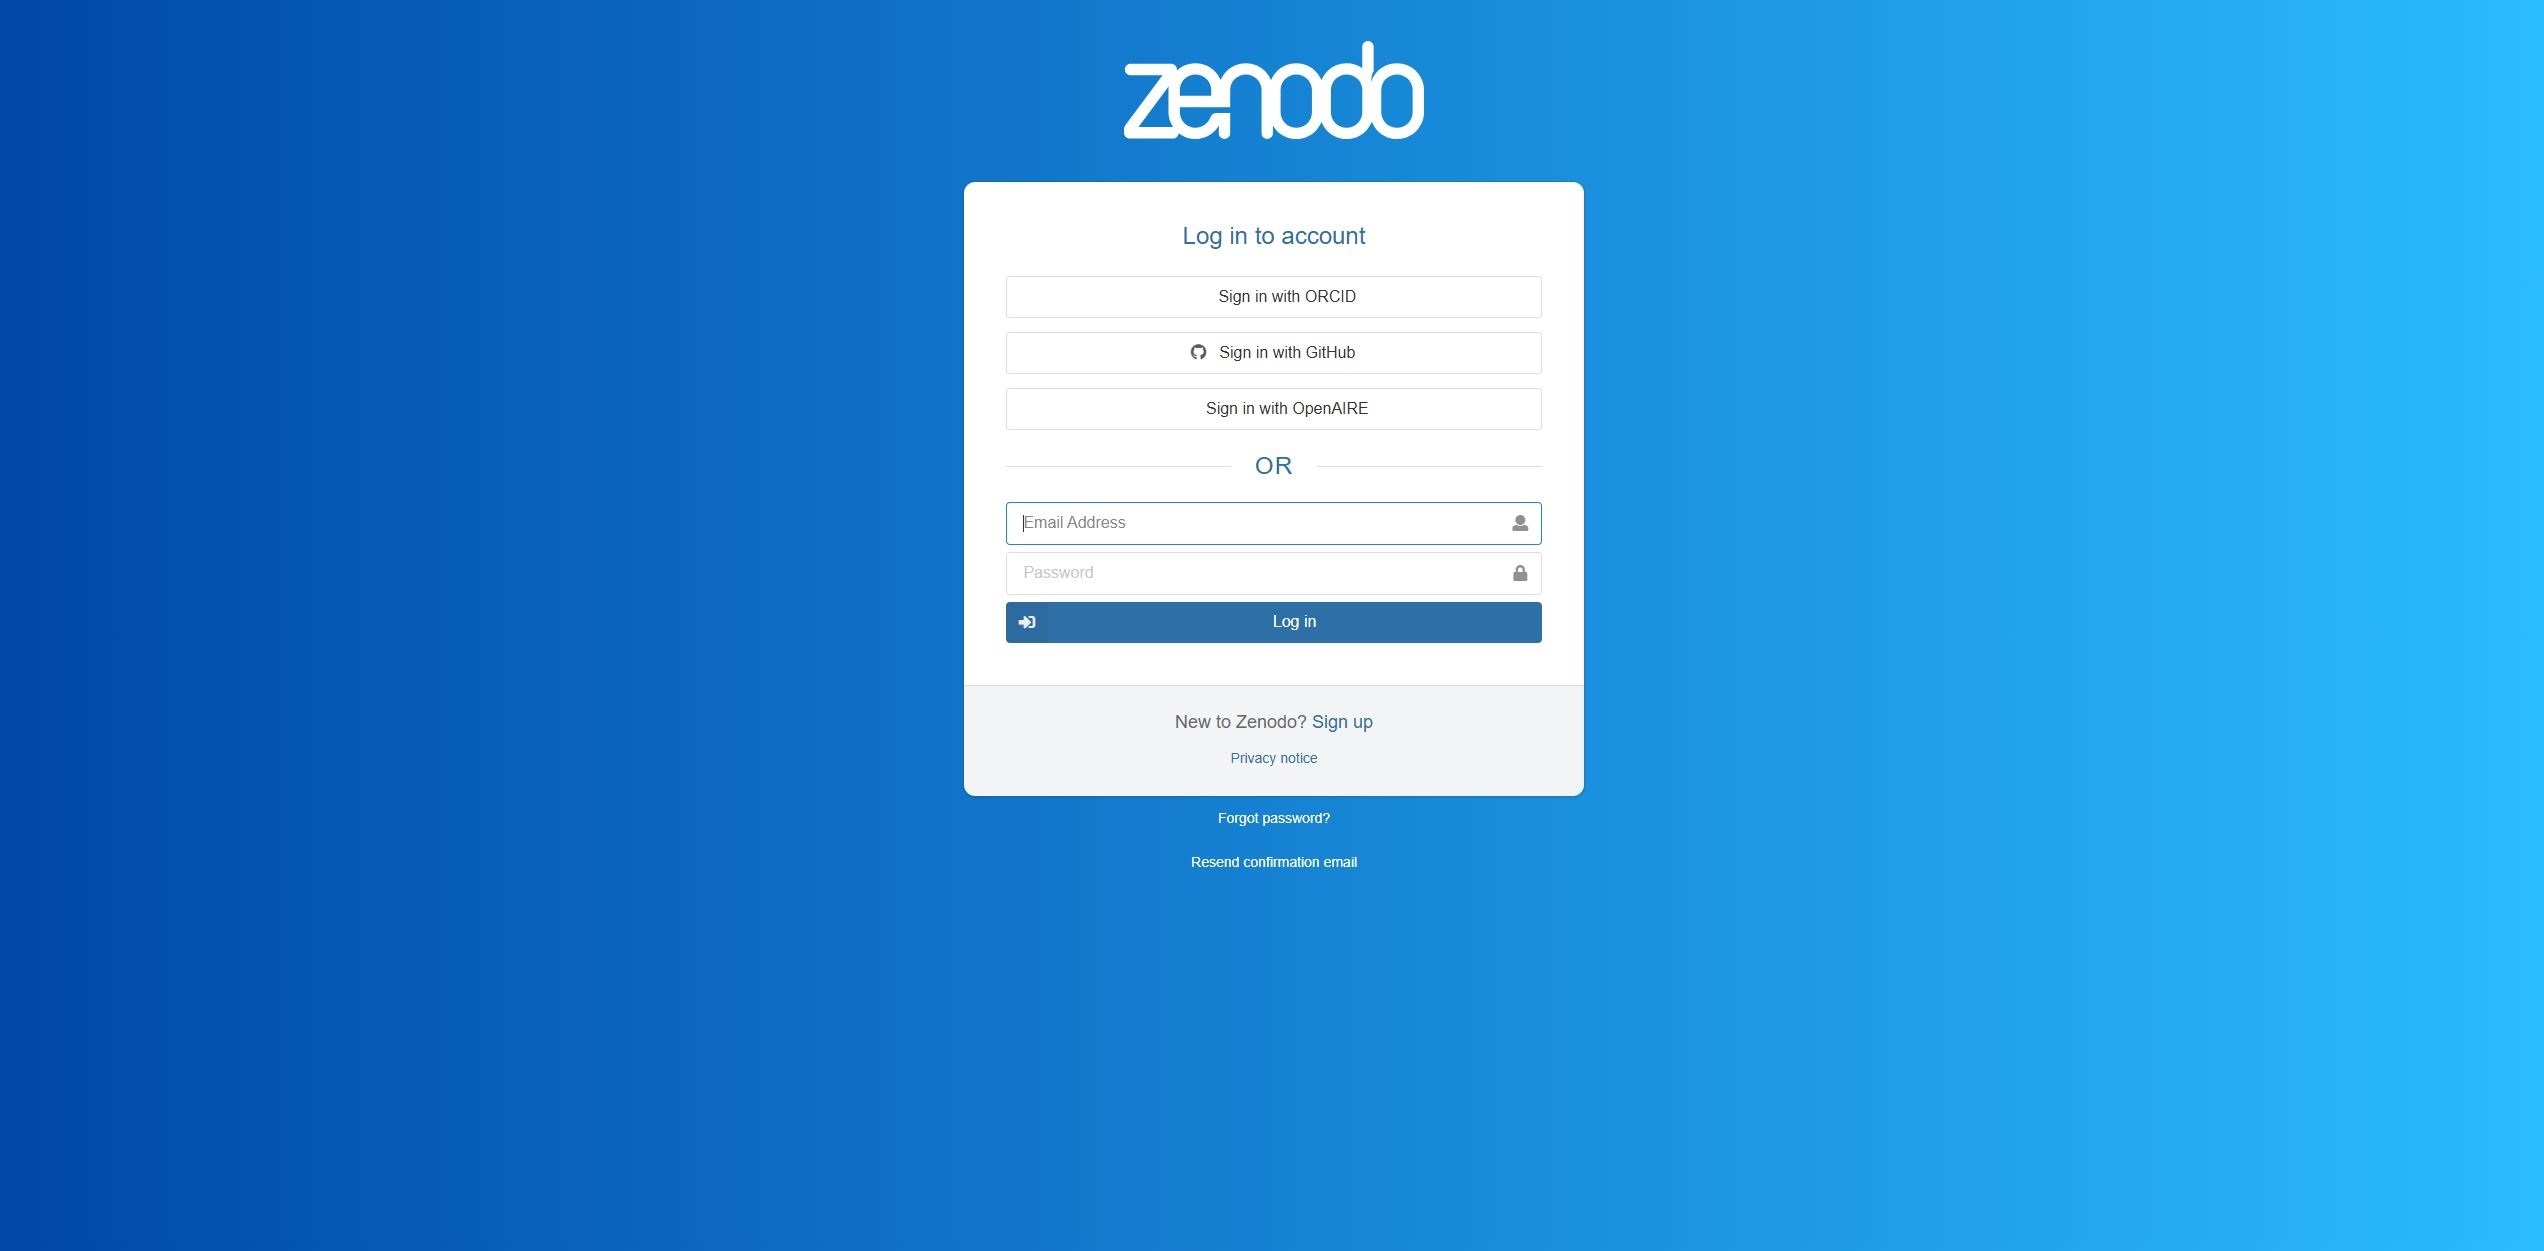 zenodo
Log in to account
Sign in with ORCID
Sign in with GitHub
Sign in with OpenAIRE
OR
Email Address
Password
Log in
New to Zenodo? Sign up
Privacy notice
Forgot password?
Resend confirmation email